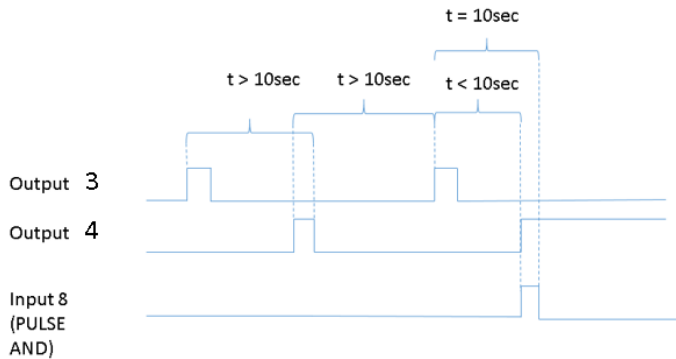 t = 10sec
t > 10sec
t > 10sec
t < 10sec
Output 3
Output 4
Input 8
(PULSE
AND)